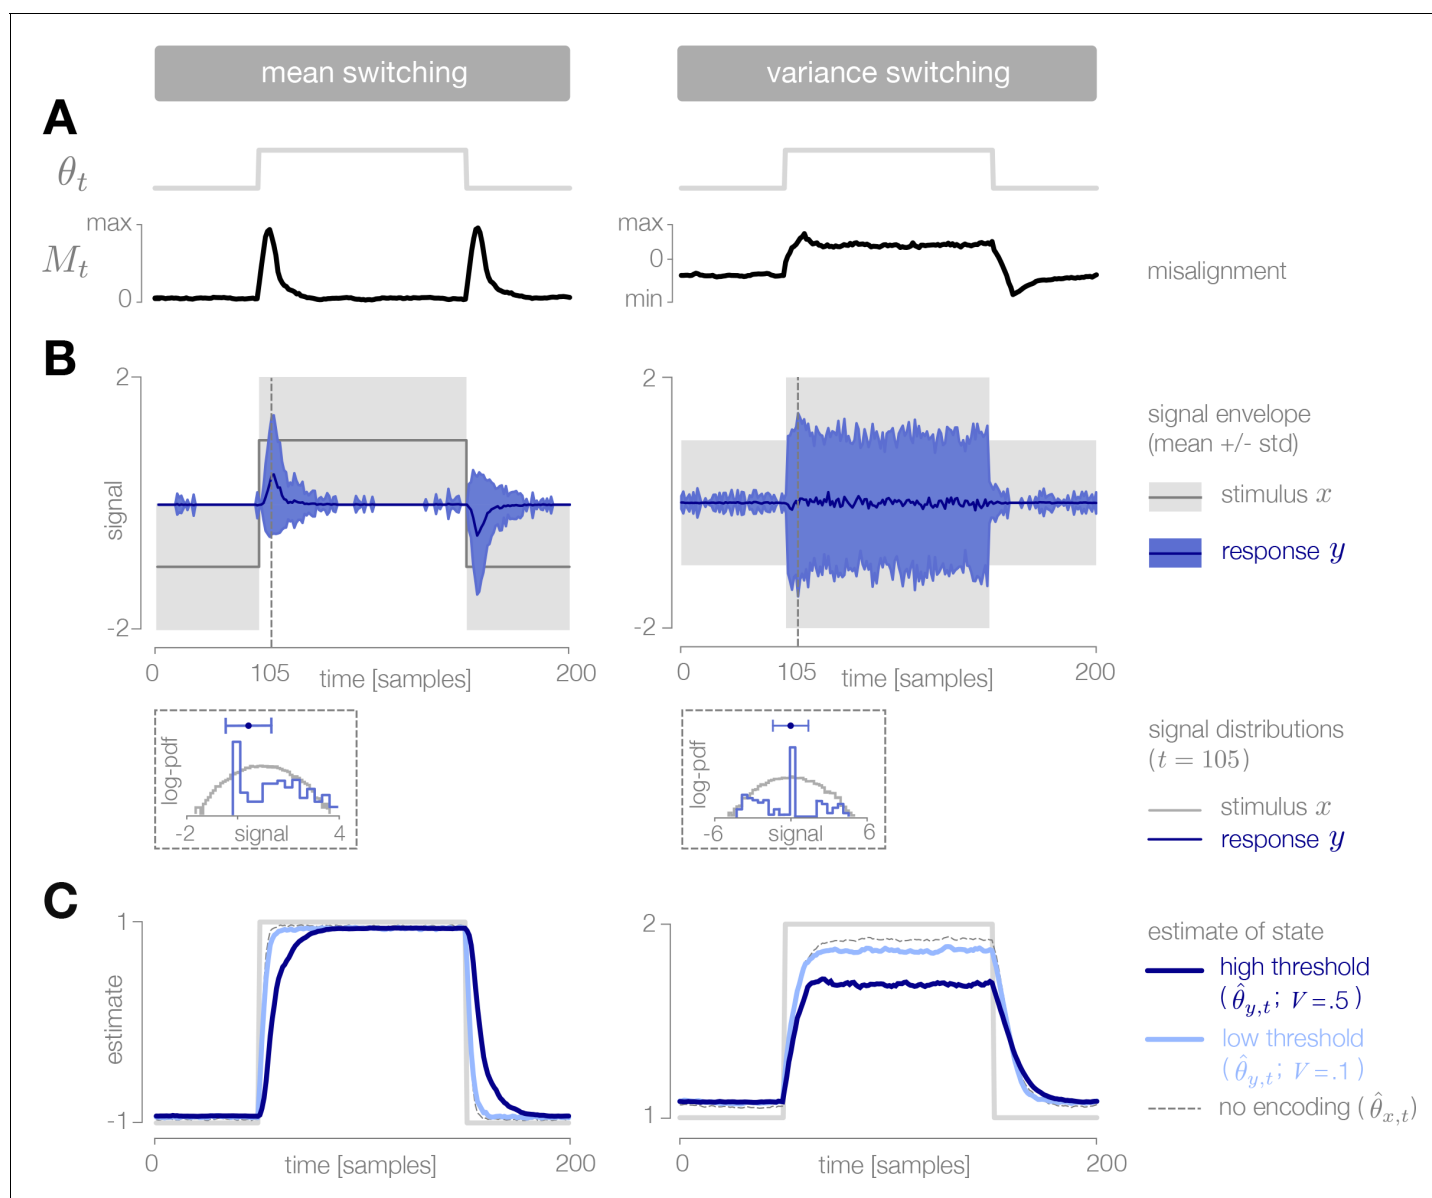 mean switching
variance switching
A
θt
Mt
max
0
max
0
min
misalignment
B
2
signal
-2
0
105
time [samples]
200
2
-2
0
105
time [samples]
200
signal envelope
(mean +/- std)
stimulus x
response y
log-pdf
-2
signal
4
log-pdf
-6
signal
6
signal distributions
(t = 105)
stimulus x
response y
C
1
estimate
-1
0
time [samples]
200
2
1
0
time [samples]
200
estimate of state
high threshold
(θ̂y,t; V=.5)
low threshold
(θ̂y,t; V=.1)
no encoding (θ̂x,t)